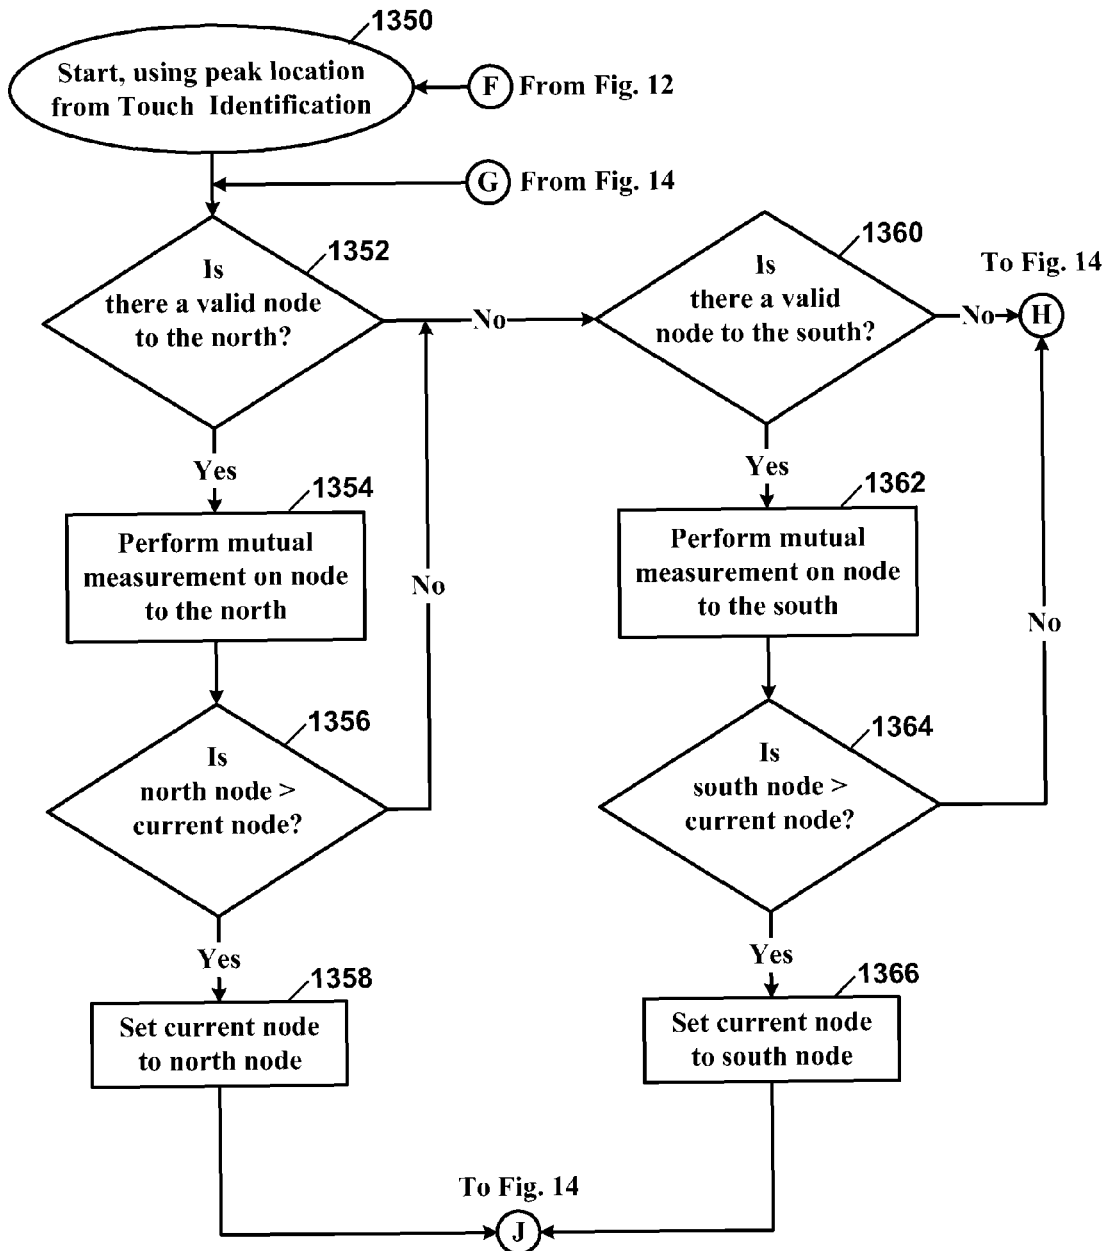 1350
Start, using peak location
from Touch Identification
F From Fig. 12
G From Fig. 14
1352
Is
there a valid node
to the north?
No
1360
Is
there a valid
node to the south?
To Fig. 14
No
H
Yes
Yes
1354
Perform mutual
measurement on node
to the north
No
1362
Perform mutual
measurement on node
to the south
No
1356
Is
north node >
current node?
1364
Is
south node >
current node?
Yes
Yes
1358
Set current node
to north node
1366
Set current node
to south node
To Fig. 14
J